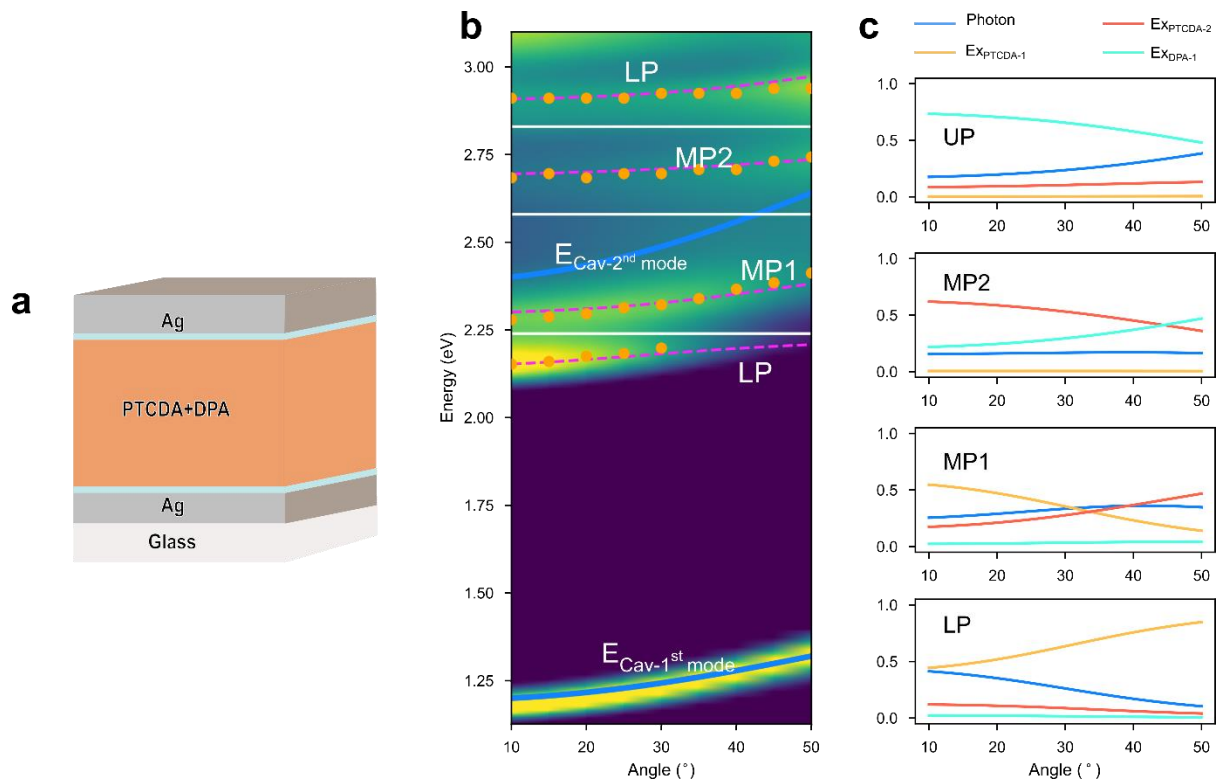 a
Ag
PTCDA+DPA
Ag
Glass
b
Energy (eV)
3.00
2.75
2.50
2.25
2.00
1.75
1.50
1.25
LP
MP2
E Cav-2nd mode
MP1
LP
E Cav-1st mode
10 20 30 40 50
Angle (°)
c
Photon
ExPTCDA-2
ExPTCDA-1
ExDPA-1
1.0
UP
0.5
0.0
10 20 30 40 50
1.0
MP2
0.5
0.0
10 20 30 40 50
1.0
MP1
0.5
0.0
10 20 30 40 50
1.0
LP
0.5
0.0
10 20 30 40 50
Angle (°)